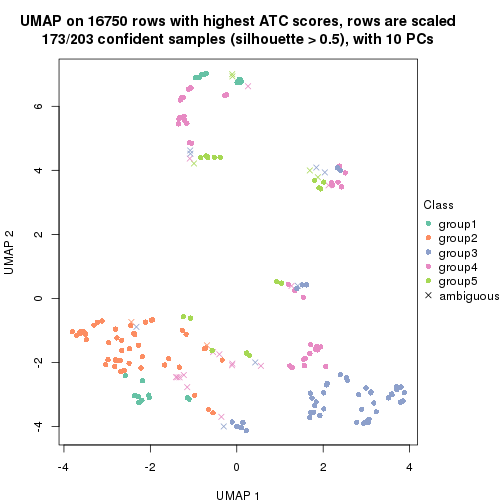 UMAP on 16750 rows with highest ATC scores, rows are scaled
173/203 confident samples (silhouette > 0.5), with 10 PCs
6
4
2
0
-2
-4
UMAP 2
-4
-2
0
2
4
UMAP 1
Class
group1
group2
group3
group4
group5
ambiguous